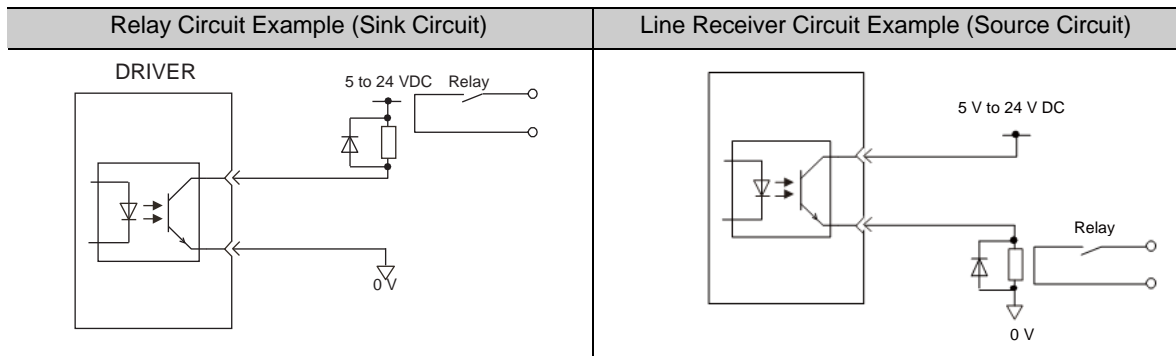 Relay Circuit Example (Sink Circuit)
Line Receiver Circuit Example (Source Circuit)
DRIVER
5 to 24 VDC
Relay
0 V
5 V to 24 V DC
Relay
0 V